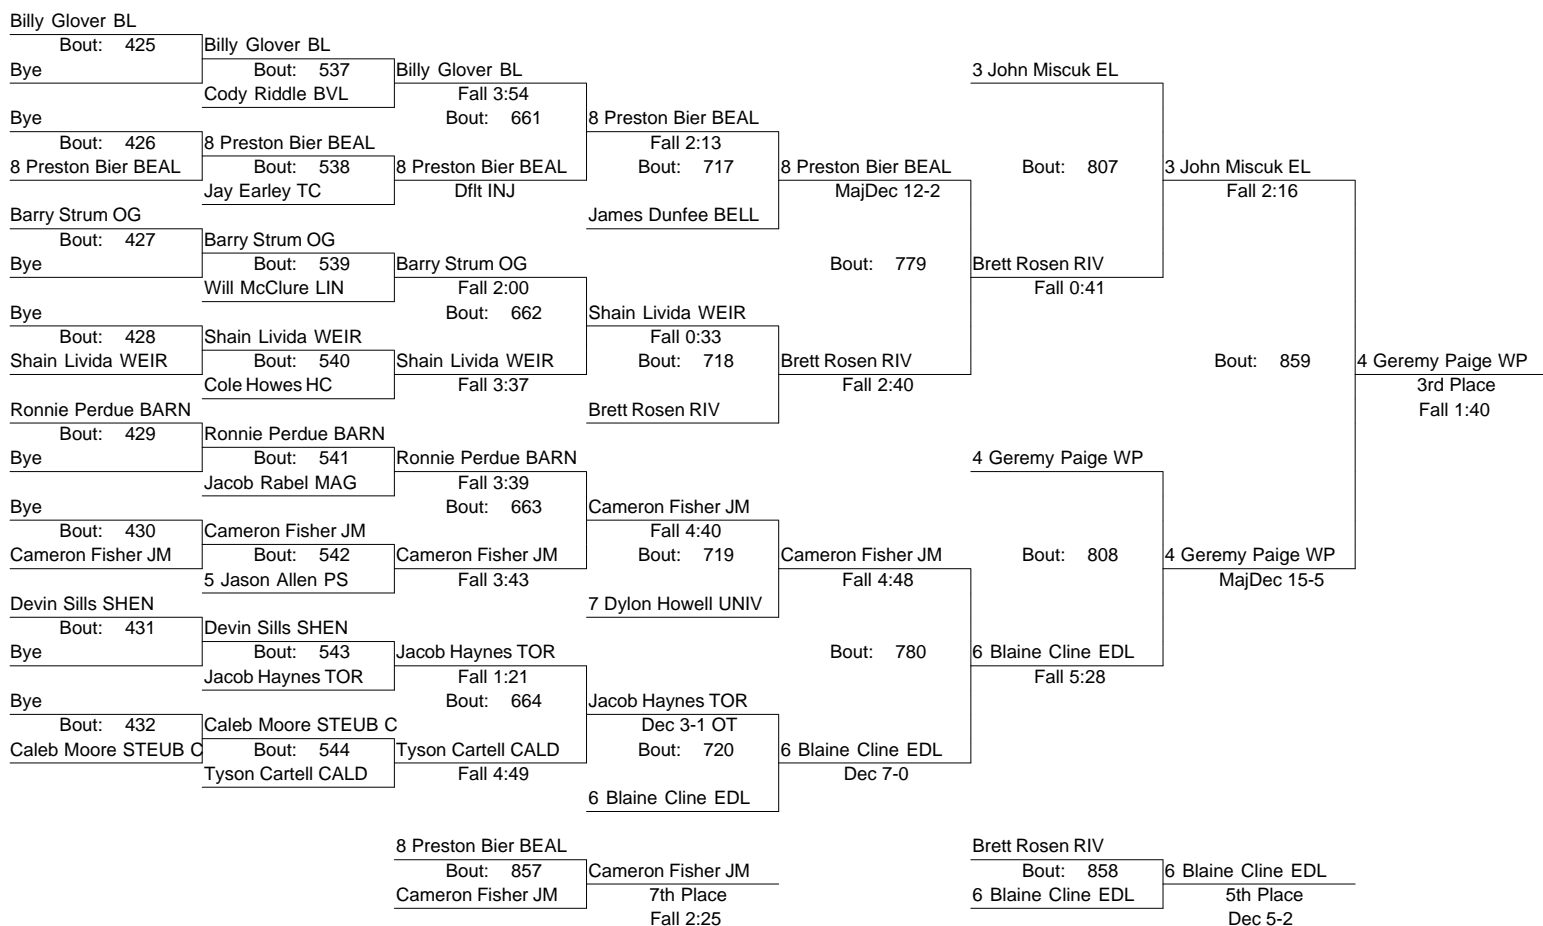 Billy Glover BL
Bout: 425
Billy Glover BL
Bye
Bout: 537
Billy Glover BL
3 John Miscuk EL
Cody Riddle BVL
Fall 3:54
Bye
Bout: 661
8 Preston Bier BEAL
Bout: 426
8 Preston Bier BEAL
Fall 2:13
8 Preston Bier BEAL
Bout: 538
8 Preston Bier BEAL
Bout: 717
8 Preston Bier BEAL
Bout: 807
3 John Miscuk EL
Jay Earley TC
Dflt INJ
MajDec 12-2
Fall 2:16
Barry Strum OG
James Dunfee BELL
Bout: 427
Barry Strum OG
Bye
Bout: 539
Barry Strum OG
Bout: 779
Brett Rosen RIV
Will McClure LIN
Fall 2:00
Fall 0:41
Bye
Bout: 662
Shain Livida WEIR
Bout: 428
Shain Livida WEIR
Fall 0:33
Shain Livida WEIR
Bout: 540
Shain Livida WEIR
Bout: 718
Brett Rosen RIV
Bout: 859
4 Geremy Paige WP
Cole Howes HC
Fall 3:37
Fall 2:40
3rd Place
Ronnie Perdue BARN
Brett Rosen RIV
Fall 1:40
Bout: 429
Ronnie Perdue BARN
Bye
Bout: 541
Ronnie Perdue BARN
4 Geremy Paige WP
Jacob Rabel MAG
Fall 3:39
Bye
Bout: 663
Cameron Fisher JM
Bout: 430
Cameron Fisher JM
Fall 4:40
Cameron Fisher JM
Bout: 542
Cameron Fisher JM
Bout: 719
Cameron Fisher JM
Bout: 808
4 Geremy Paige WP
5 Jason Allen PS
Fall 3:43
Fall 4:48
MajDec 15-5
Devin Sills SHEN
7 Dylon Howell UNIV
Bout: 431
Devin Sills SHEN
Bye
Bout: 543
Jacob Haynes TOR
Bout: 780
6 Blaine Cline EDL
Jacob Haynes TOR
Fall 1:21
Fall 5:28
Bye
Bout: 664
Jacob Haynes TOR
Bout: 432
Caleb Moore STEUB C
Dec 3-1 OT
Caleb Moore STEUB C
Bout: 544
Tyson Cartell CALD
Bout: 720
6 Blaine Cline EDL
Tyson Cartell CALD
Fall 4:49
Dec 7-0
6 Blaine Cline EDL
8 Preston Bier BEAL
Brett Rosen RIV
Bout: 857
Cameron Fisher JM
Bout: 858
6 Blaine Cline EDL
Cameron Fisher JM
7th Place
6 Blaine Cline EDL
5th Place
Fall 2:25
Dec 5-2